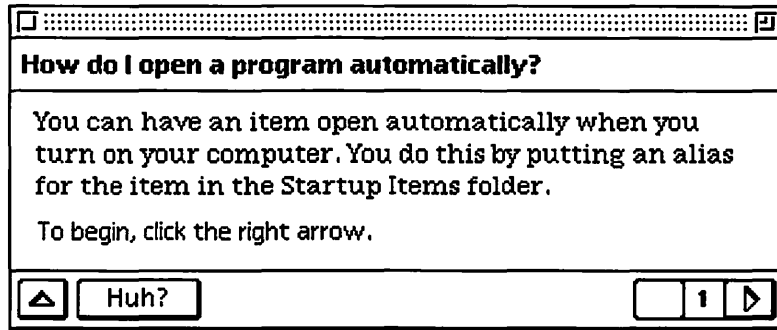 How do I open a program automatically?
You can have an item open automatically when you
turn on your computer. You do this by putting an alias
for the item in the Startup Items folder.
To begin, click the right arrow.
Huh?
1